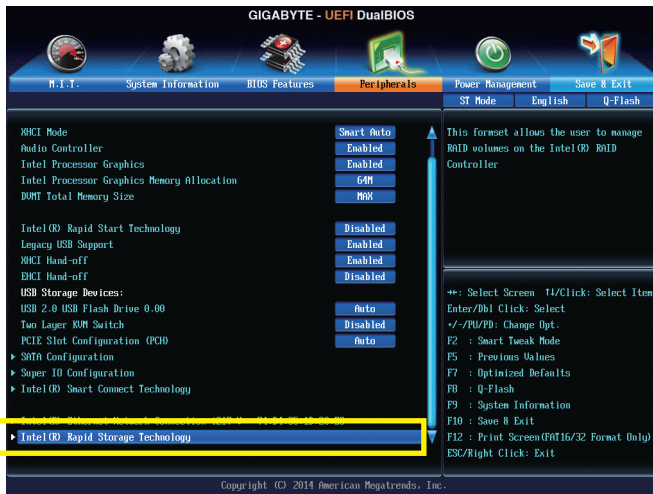 GIGABYTE - UEFI DualBIOS
M.I.T. System Information BIOS Features Peripherals Power Management Save & Exit
ST Mode English Q-Flash
XHCI Mode Smart Auto
Audio Controller Enabled
Intel Processor Graphics Enabled
Intel Processor Graphics Memory Allocation 64M
DVMT Total Memory Size MAX
Intel(R) Rapid Start Technology Disabled
Legacy USB Support Enabled
XHCI Hand-off Enabled
EHCI Hand-off Disabled
USB Storage Devices:
USB 2.0 USB Flash Drive 0.00 Auto
Two Layer KVM Switch Disabled
PCIE Slot Configuration (PCH) Auto
SATA Configuration
Super IO Configuration
Intel(R) Smart Connect Technology
Intel(R) Ethernet Network Connection
Intel(R) Rapid Storage Technology
This formset allows the user to manage
RAID volumes on the Intel(R) RAID
Controller
→←: Select Screen ↑↓/Click: Select Item
Enter/Dbl Click: Select
+/-/PU/PD: Change Opt.
F2 : Smart Tweak Mode
F5 : Previous Values
F7 : Optimized Defaults
F8 : Q-Flash
F9 : System Information
F10 : Save & Exit
F12 : Print Screen(FAT16/32 Format Only)
ESC/Right Click: Exit
Copyright (C) 2014 American Megatrends, Inc.